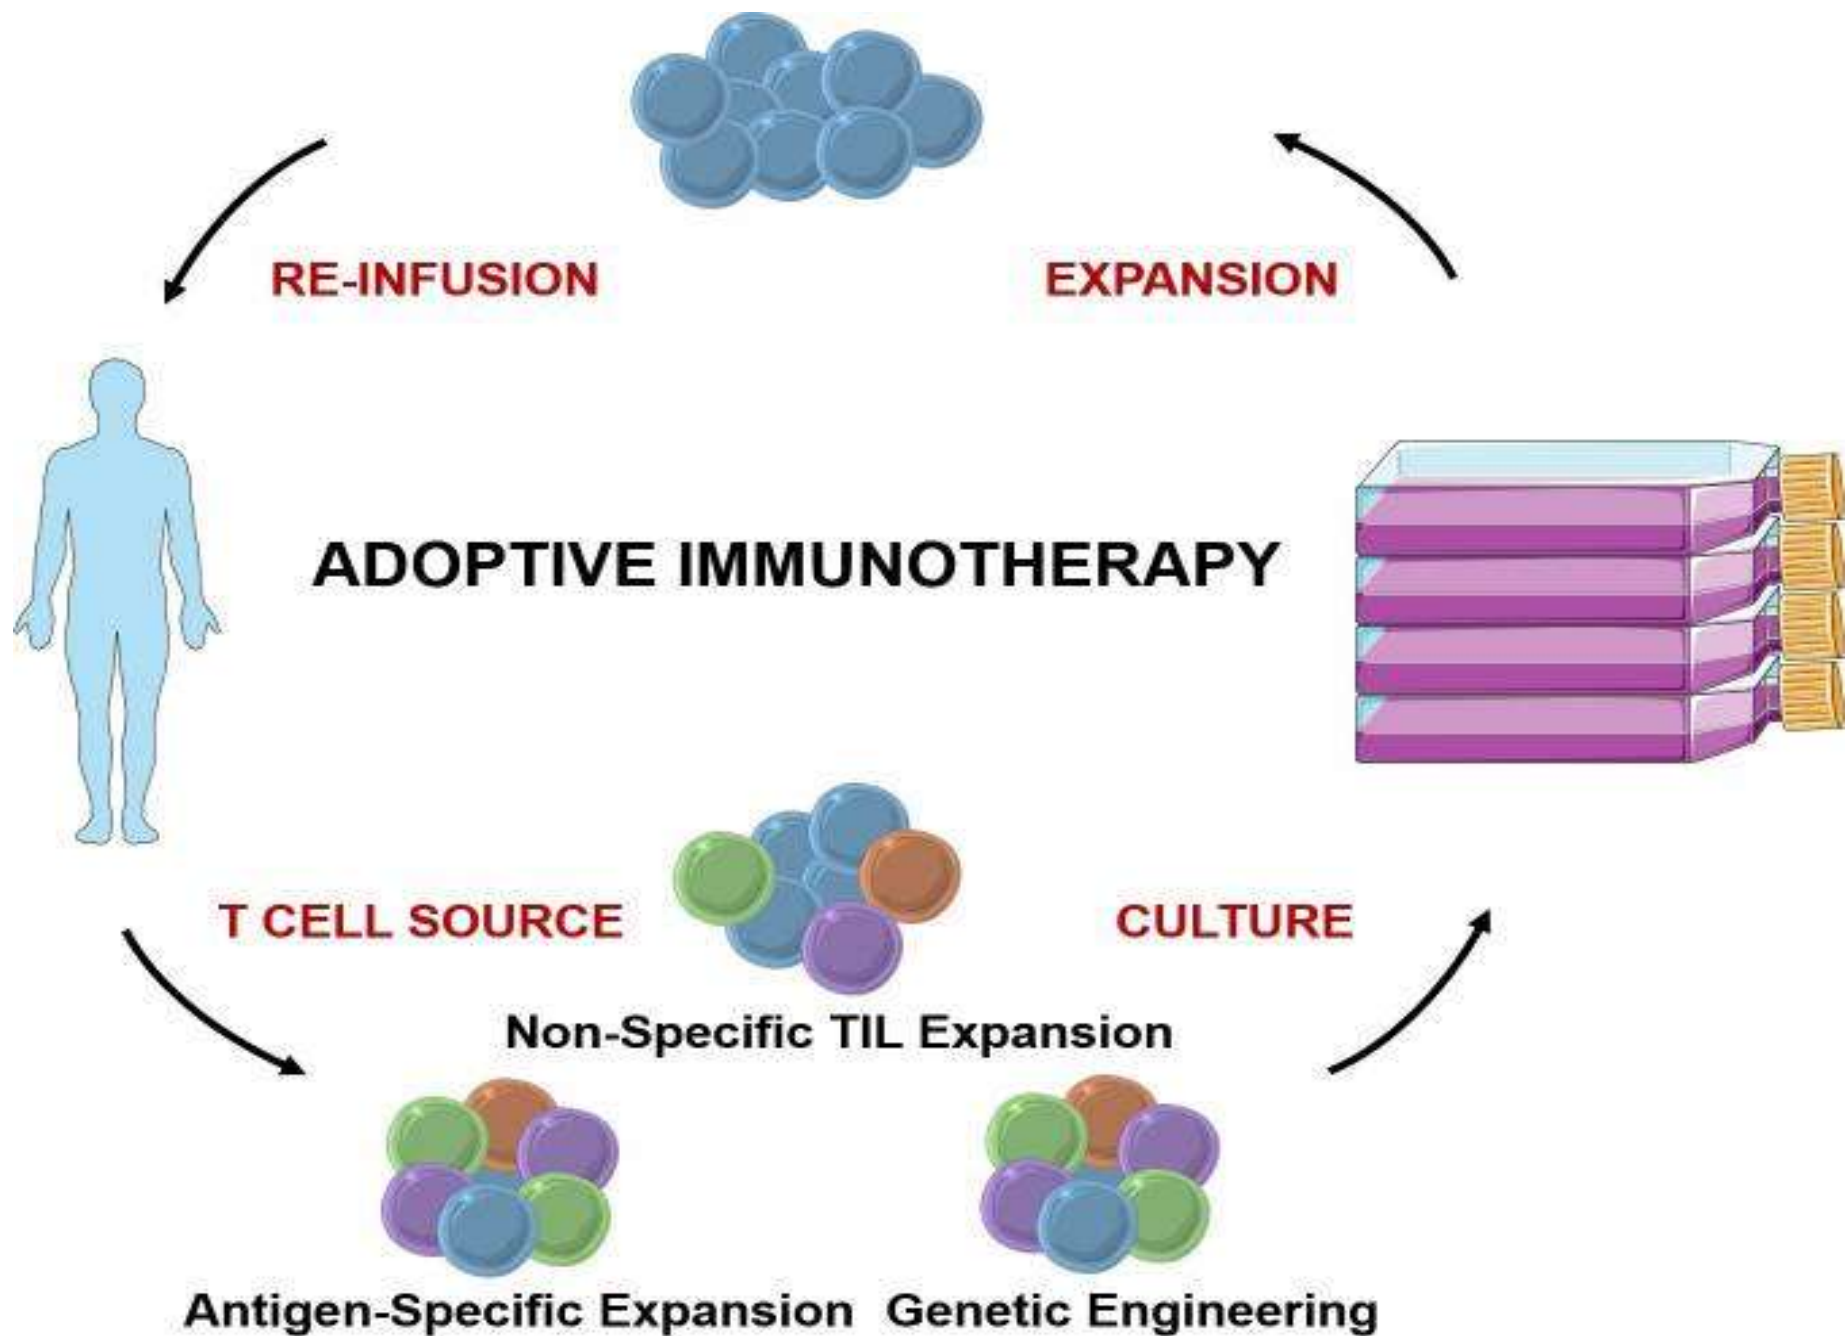 RE-INFUSION
EXPANSION
ADOPTIVE IMMUNOTHERAPY
T CELL SOURCE
CULTURE
Non-Specific TIL Expansion
Antigen-Specific Expansion
Genetic Engineering